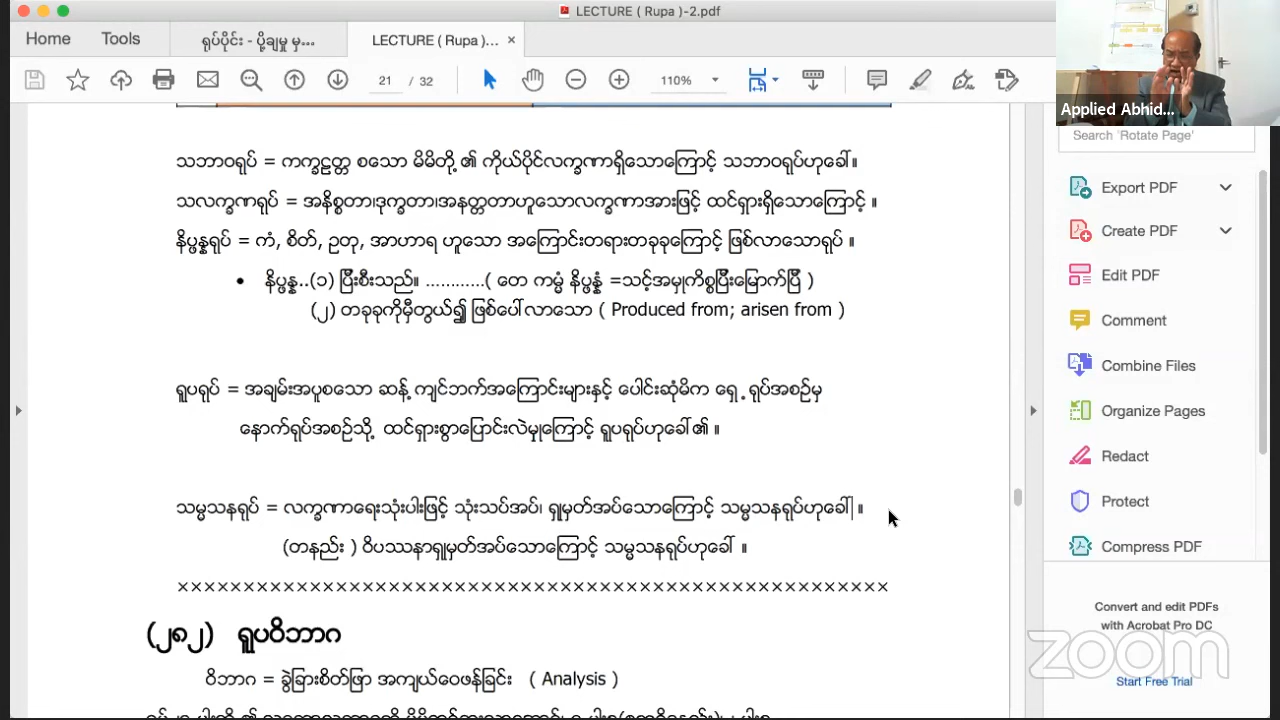 LECTURE ( Rupa )-2.pdf
Home Tools ရုပ်ပိုင်း - ပို့ချမှု မှ... LECTURE ( Rupa )... ×
21 / 32 110%
Applied Abhid...
Search 'Rotate Page'
သဘာဝရုပ် = ကက္ခဠတ္တ စသော မိမိတို့ ၏ ကိုယ်ပိုင်လက္ခဏာရှိသောကြောင့် သဘာဝရုပ်ဟုခေါ်။
သလက္ခဏရုပ် = အနိစ္စတာ၊ဒုက္ခတာ၊အနတ္တတာဟူသောလက္ခဏာအားဖြင့် ထင်ရှားရှိသောကြောင့် ။
နိပ္ဖန္နရုပ် = ကံ, စိတ်, ဥတု, အာဟာရ ဟူသော အကြောင်းတရားတခုခုကြောင့် ဖြစ်လာသောရုပ် ။
• နိပ္ဖန္န..(၁) ပြီးစီးသည်။ ............( တေ ကမ္မံ နိပ္ဖန္နံ =သင့်အမှုကိစ္စပြီးမြောက်ပြီ )
(၂) တခုခုကိုမှီတွယ်၍ ဖြစ်ပေါ်လာသော ( Produced from; arisen from )
ရူပရုပ် = အချမ်းအပူစသော ဆန့် ကျင်ဘက်အကြောင်းများနှင့် ပေါင်းဆုံမိက ရှေ့ ရုပ်အစဉ်မှ
နောက်ရုပ်အစဉ်သို့ ထင်ရှားစွာပြောင်းလဲမှုကြောင့် ရူပရုပ်ဟုခေါ်၏ ။
သမ္မသနရုပ် = လက္ခဏာရေးသုံးပါးဖြင့် သုံးသပ်အပ်၊ ရှုမှတ်အပ်သောကြောင့် သမ္မသနရုပ်ဟုခေါ် ။
(တနည်း ) ဝိပဿနာရှုမှတ်အပ်သောကြောင့် သမ္မသနရုပ်ဟုခေါ် ။
×××××××××××××××××××××××××××××××××××××××××××××××××××××
(၂၈၂) ရူပဝိဘာဂ
ဝိဘာဂ = ခွဲခြားစိတ်ဖြာ အကျယ်ဝေဖန်ခြင်း ( Analysis )
Export PDF
Create PDF
Edit PDF
Comment
Combine Files
Organize Pages
Redact
Protect
Compress PDF
Convert and edit PDFs
with Acrobat Pro DC
Start Free Trial
zoom